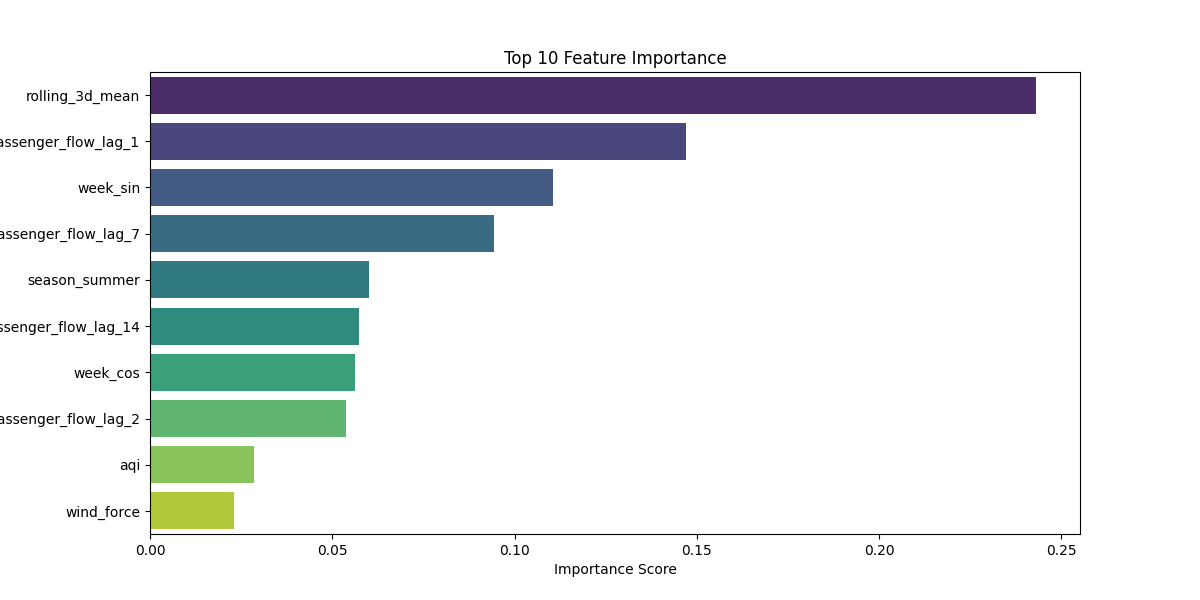 Top 10 Feature Importance
rolling_3d_mean
assenger_flow_lag_1
week_sin
assenger_flow_lag_7
season_summer
ssenger_flow_lag_14
week_cos
assenger_flow_lag_2
aqi
wind_force
0.00 0.05 0.10 0.15 0.20 0.25
Importance Score